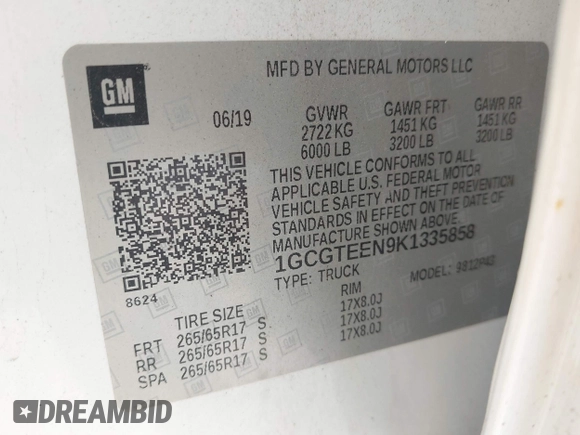 GM
MFD BY GENERAL MOTORS LLC
06/19 GVWR GAWR FRT GAWR RR
2722 KG 1451 KG 1451 KG
6000 LB 3200 LB 3200 LB
THIS VEHICLE CONFORMS TO ALL
APPLICABLE U.S. FEDERAL MOTOR
VEHICLE SAFETY AND THEFT PREVENTION
STANDARDS IN EFFECT ON THE DATE OF
MANUFACTURE SHOWN ABOVE.
1GCGTEEN9K1335858
TYPE: TRUCK MODEL: 9812P43
8624
TIRE SIZE RIM
FRT 265/65R17 S 17X8.0J
RR 265/65R17 S 17X8.0J
SPA 265/65R17 S 17X8.0J
DREAMBID